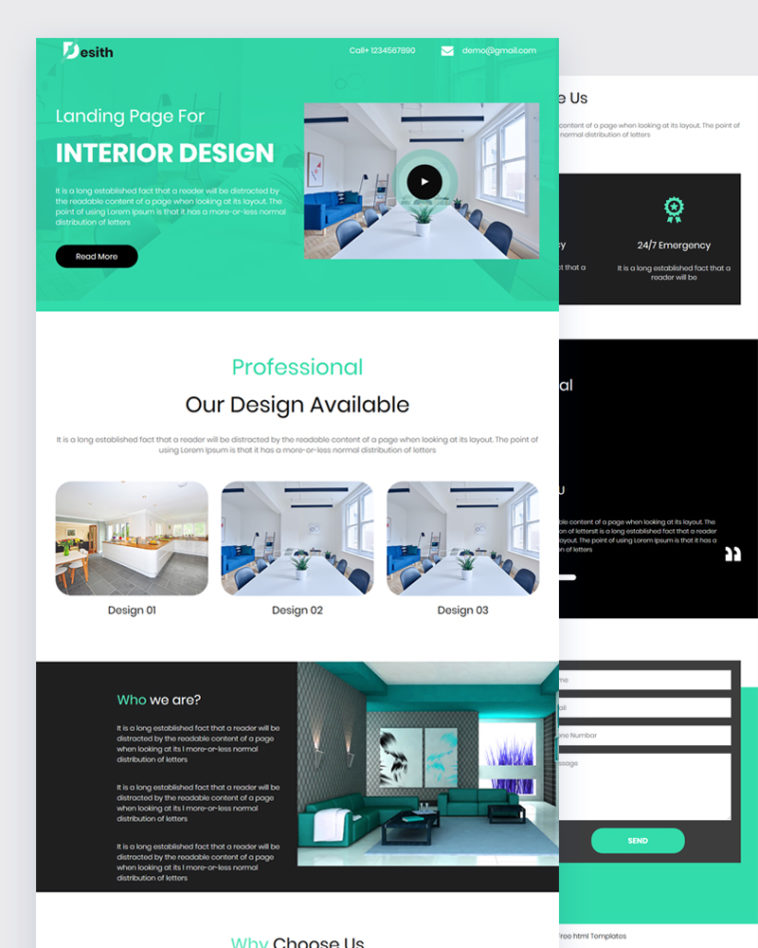 Desith
Call+ 1234567890
demo@gmail.com
Landing Page For
INTERIOR DESIGN
It is a long established fact that a reader will be distracted by
the readable content of a page when looking at its layout. The
point of using Lorem Ipsum is that it has a more-or-less normal
distribution of letters
Read More
Professional
Our Design Available
It is a long established fact that a reader will be distracted by the readable content of a page when looking at its layout. The point of
using Lorem Ipsum is that it has a more-or-less normal distribution of letters
Design 01
Design 02
Design 03
Who we are?
It is a long established fact that a reader will be
distracted by the readable content of a page
when looking at its l more-or-less normal
distribution of letters
It is a long established fact that a reader will be
distracted by the readable content of a page
when looking at its l more-or-less normal
distribution of letters
It is a long established fact that a reader will be
distracted by the readable content of a page
when looking at its l more-or-less normal
distribution of letters
Why Choose Us
e Us
content of a page when looking at its layout. The point of
normal distribution of letters
cy
24/7 Emergency
t that a
It is a long established fact that a
reader will be
al
U
ble content of a page when looking at its layout. The
on of lettersit is a long established fact that a reader
ayout. The point of using Lorem Ipsum is that it has a
n of letters
me
ail
one Numbar
ssage
SEND
Free html Templates